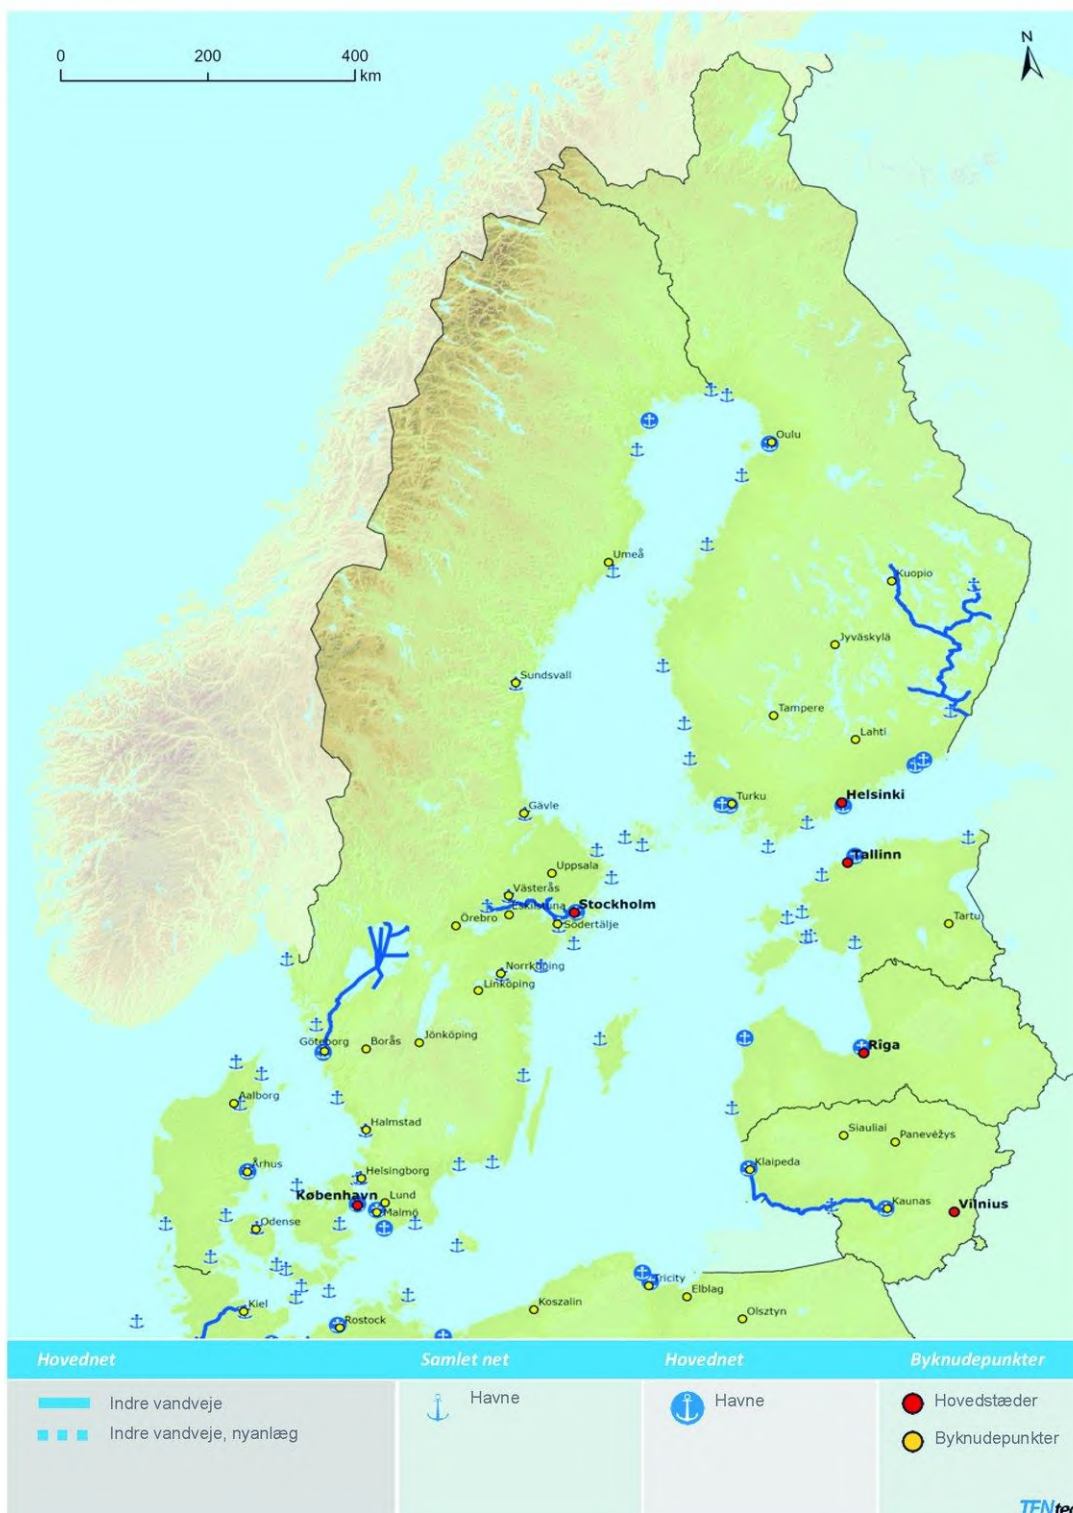 0 200 400
km
N
Oulu
Umeå
Kuopio
Jyväskylä
Sundsvall
Tampere
Lahti
Helsinki
Turku
Gävle
Tallinn
Uppsala
Västerås
Stockholm
Eskilstuna
Örebro
Södertälje
Tartu
Norrköping
Linköping
Jönköping
Göteborg
Borås
Rīga
Aalborg
Halmstad
Siauliai
Panevėžys
Århus
Klaipeda
Helsingborg
København
Lund
Malmö
Kaunas
Vilnius
Odense
Tricity
Elblag
Koszalin
Kiel
Rostock
Olsztyn
Hovednet Samlet net Hovednet Byknudepunkter
Indre vandveje Havne Havne Hovedstæder
Indre vandveje, nyanlæg Byknudepunkter
TENtec